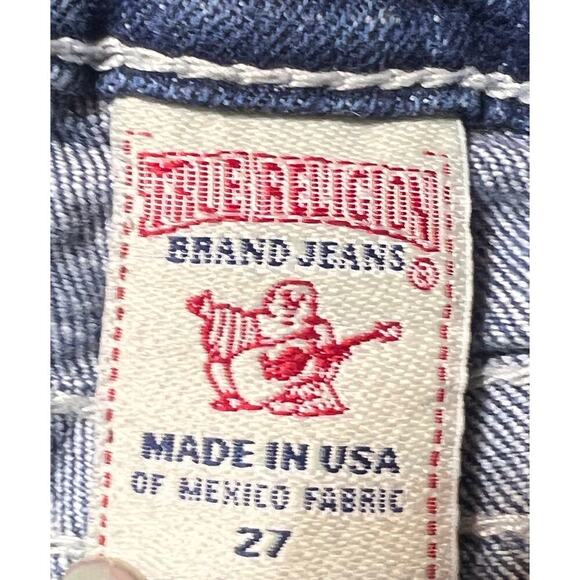 TRUE RELIGION
BRAND JEANS ®
MADE IN USA
OF MEXICO FABRIC
27